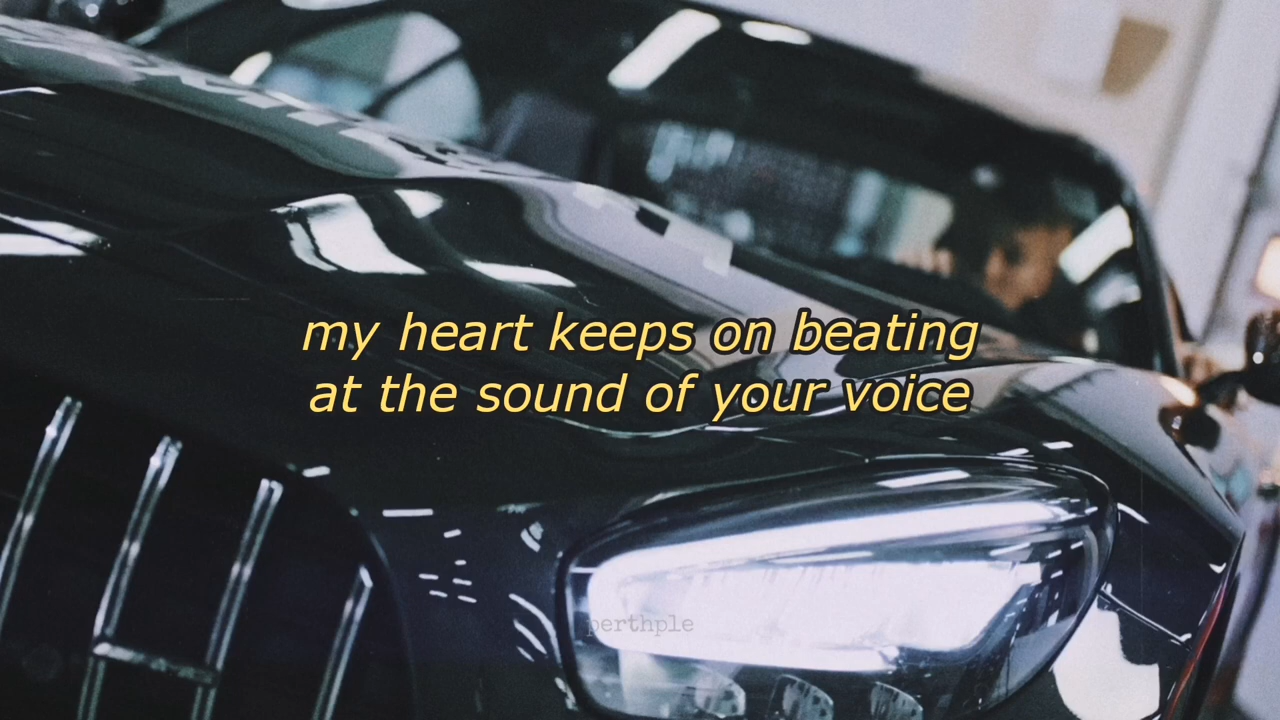 my heart keeps on beating
at the sound of your voice
perthple